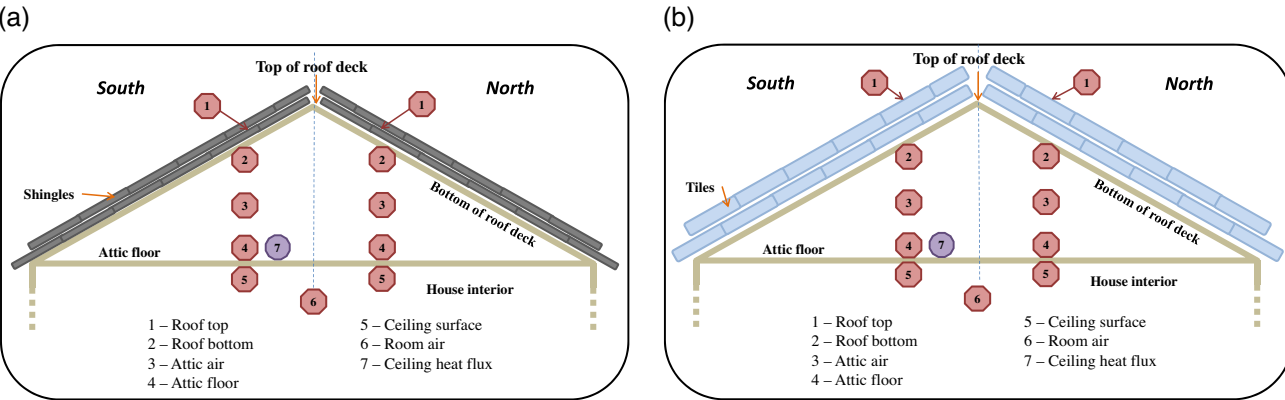 (a)
South
Top of roof deck
North
1
1
2
2
Shingles
3
3
Bottom of roof deck
Attic floor
4
7
4
5
5
House interior
6
1 – Roof top
2 – Roof bottom
3 – Attic air
4 – Attic floor
5 – Ceiling surface
6 – Room air
7 – Ceiling heat flux
(b)
South
Top of roof deck
North
1
1
2
2
Tiles
3
3
Bottom of roof deck
Attic floor
4
7
4
5
5
House interior
6
1 – Roof top
2 – Roof bottom
3 – Attic air
4 – Attic floor
5 – Ceiling surface
6 – Room air
7 – Ceiling heat flux